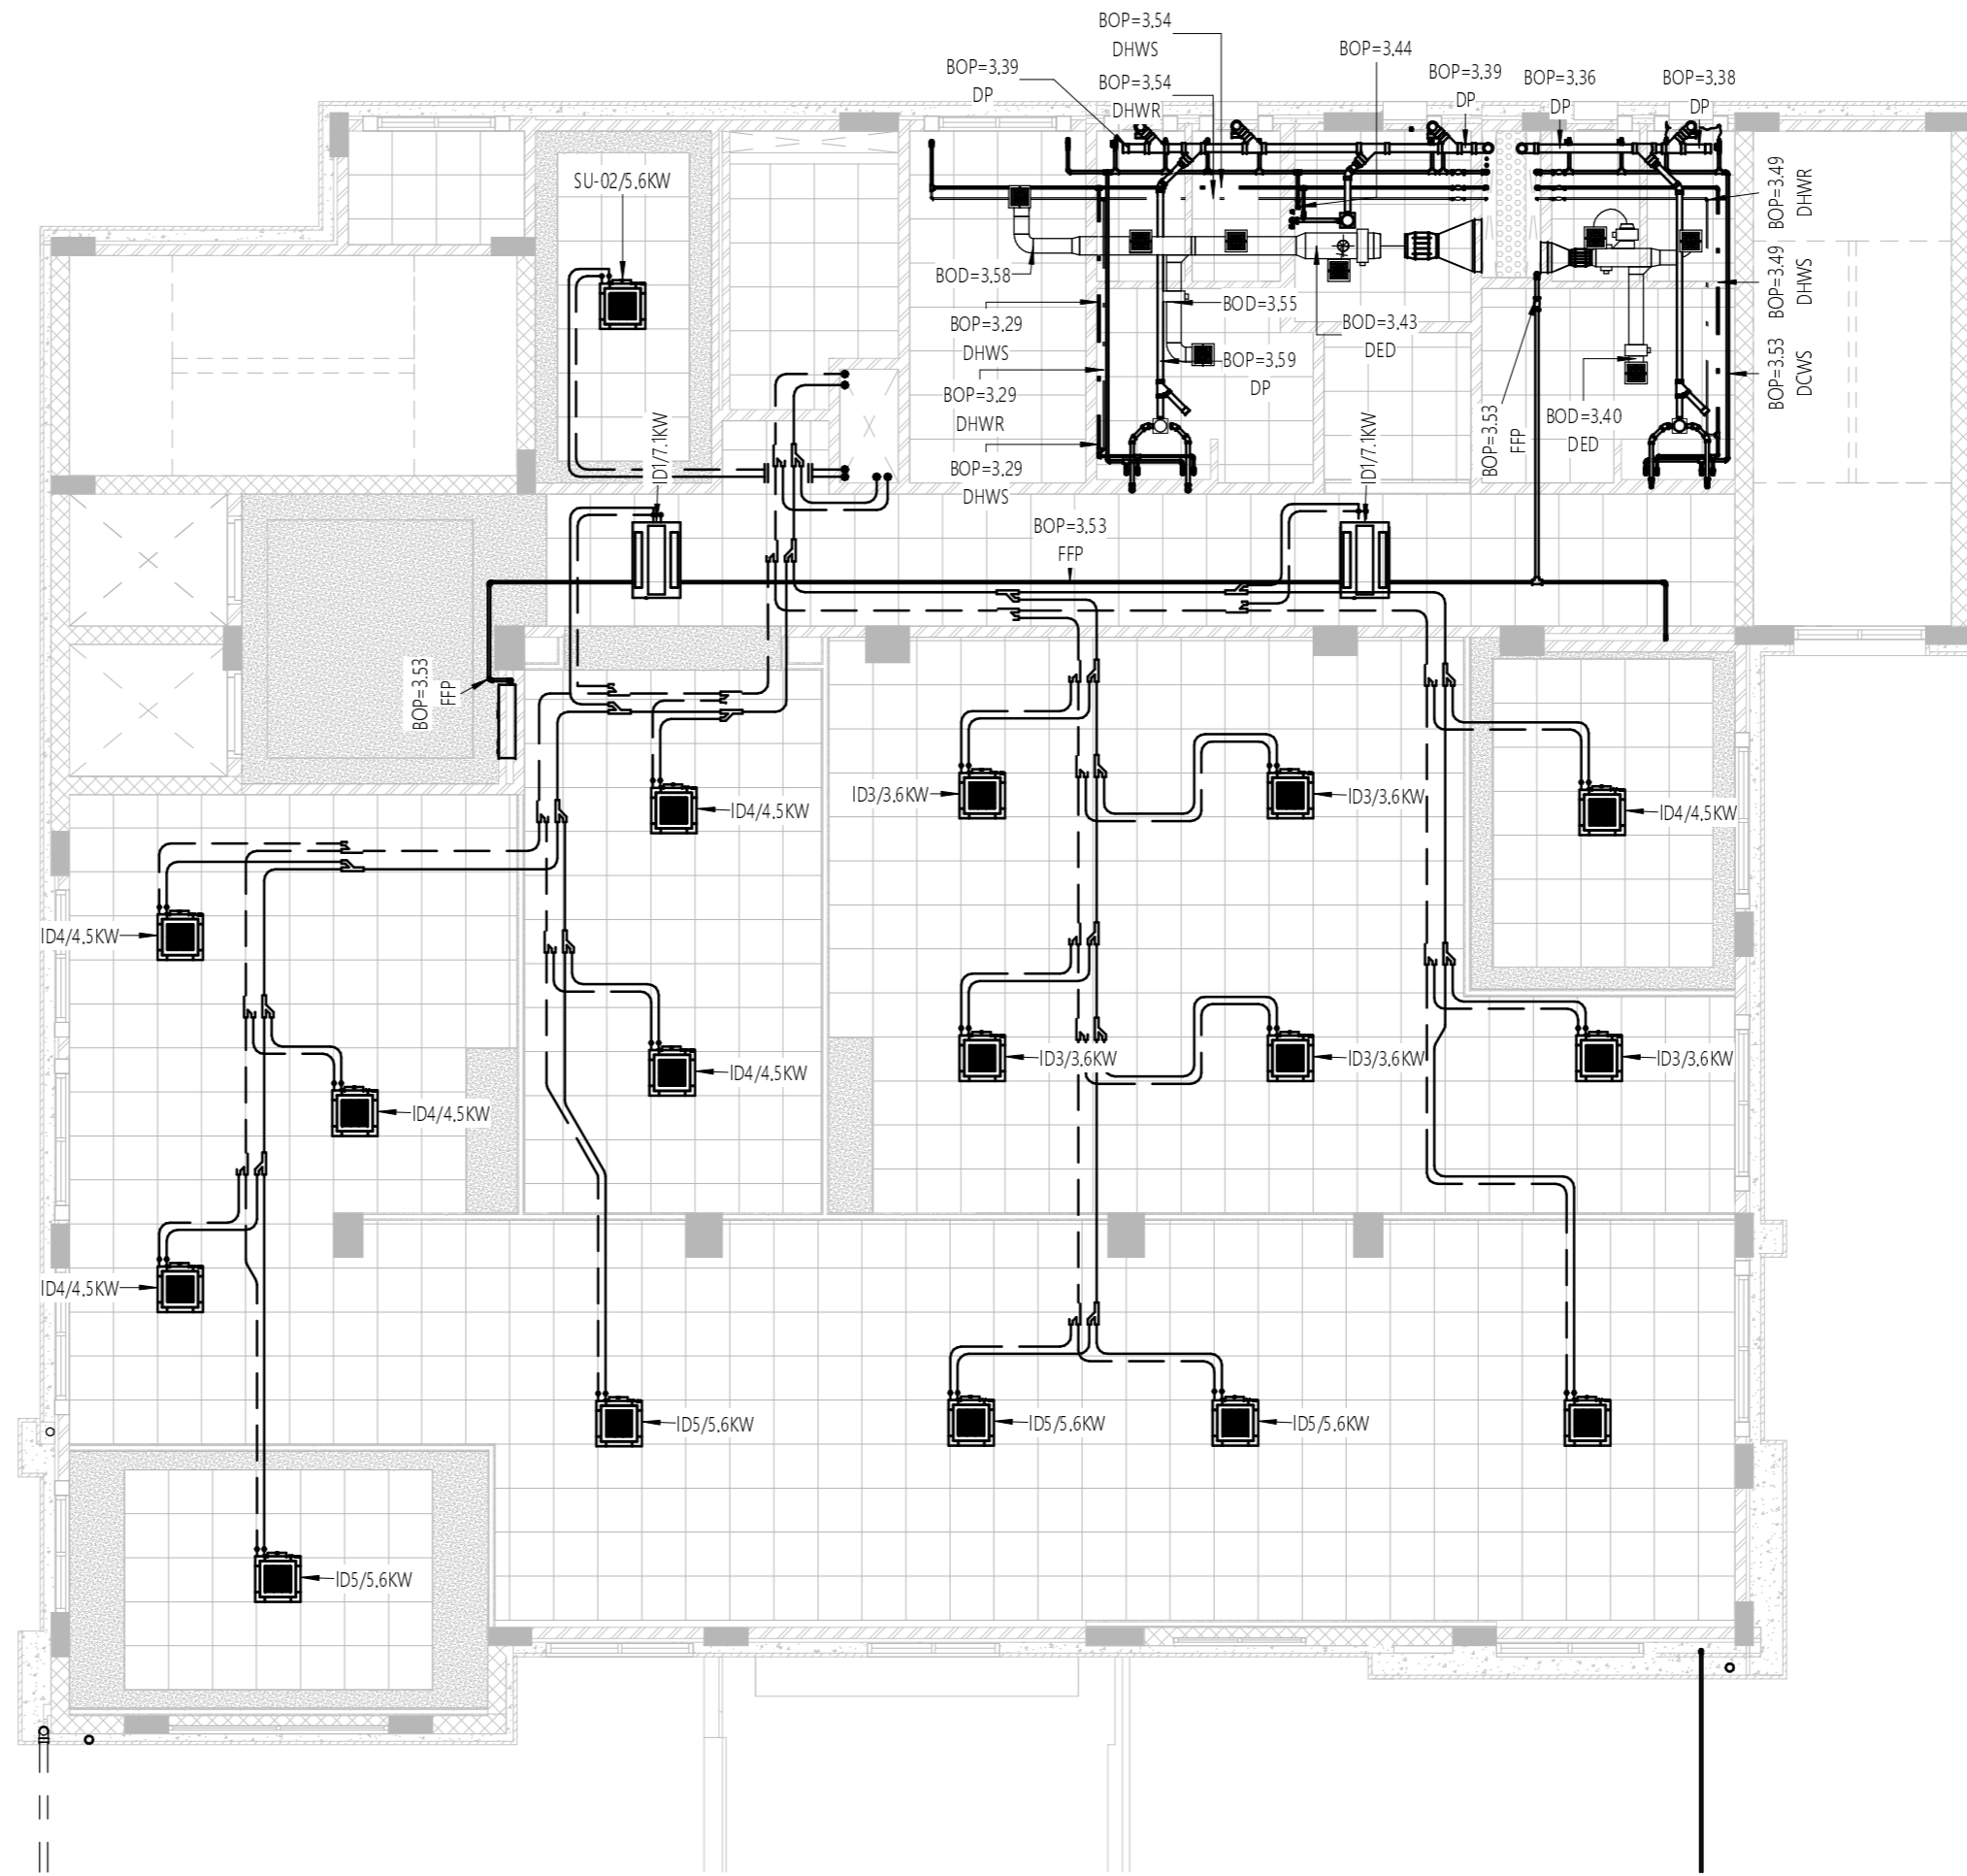 BOP=3.54
DHWS
BOP=3.54
DHWR
BOP=3.44
BOP=3.39
DP
BOP=3.39
DP
BOP=3.36
DP
BOP=3.38
DP
SU-02/5.6KW
BOP=3.49
DHWR
BOP=3.49
DHWS
BOP=3.53
DCWS
BOD=3.58
BOD=3.55
BOP=3.29
DHWS
BOD=3.43
DED
BOP=3.59
DP
BOP=3.29
DHWR
BOP=3.29
DHWS
BOD=3.40
DED
BOP=3.53
FFP
ID1/7.1KW
ID1/7.1KW
BOP=3.53
FFP
BOP=3.53
FFP
ID4/4.5KW
ID3/3.6KW
ID3/3.6KW
ID4/4.5KW
ID4/4.5KW
ID4/4.5KW
ID3/3.6KW
ID3/3.6KW
ID3/3.6KW
ID4/4.5KW
ID4/4.5KW
ID5/5.6KW
ID5/5.6KW
ID5/5.6KW
ID5/5.6KW